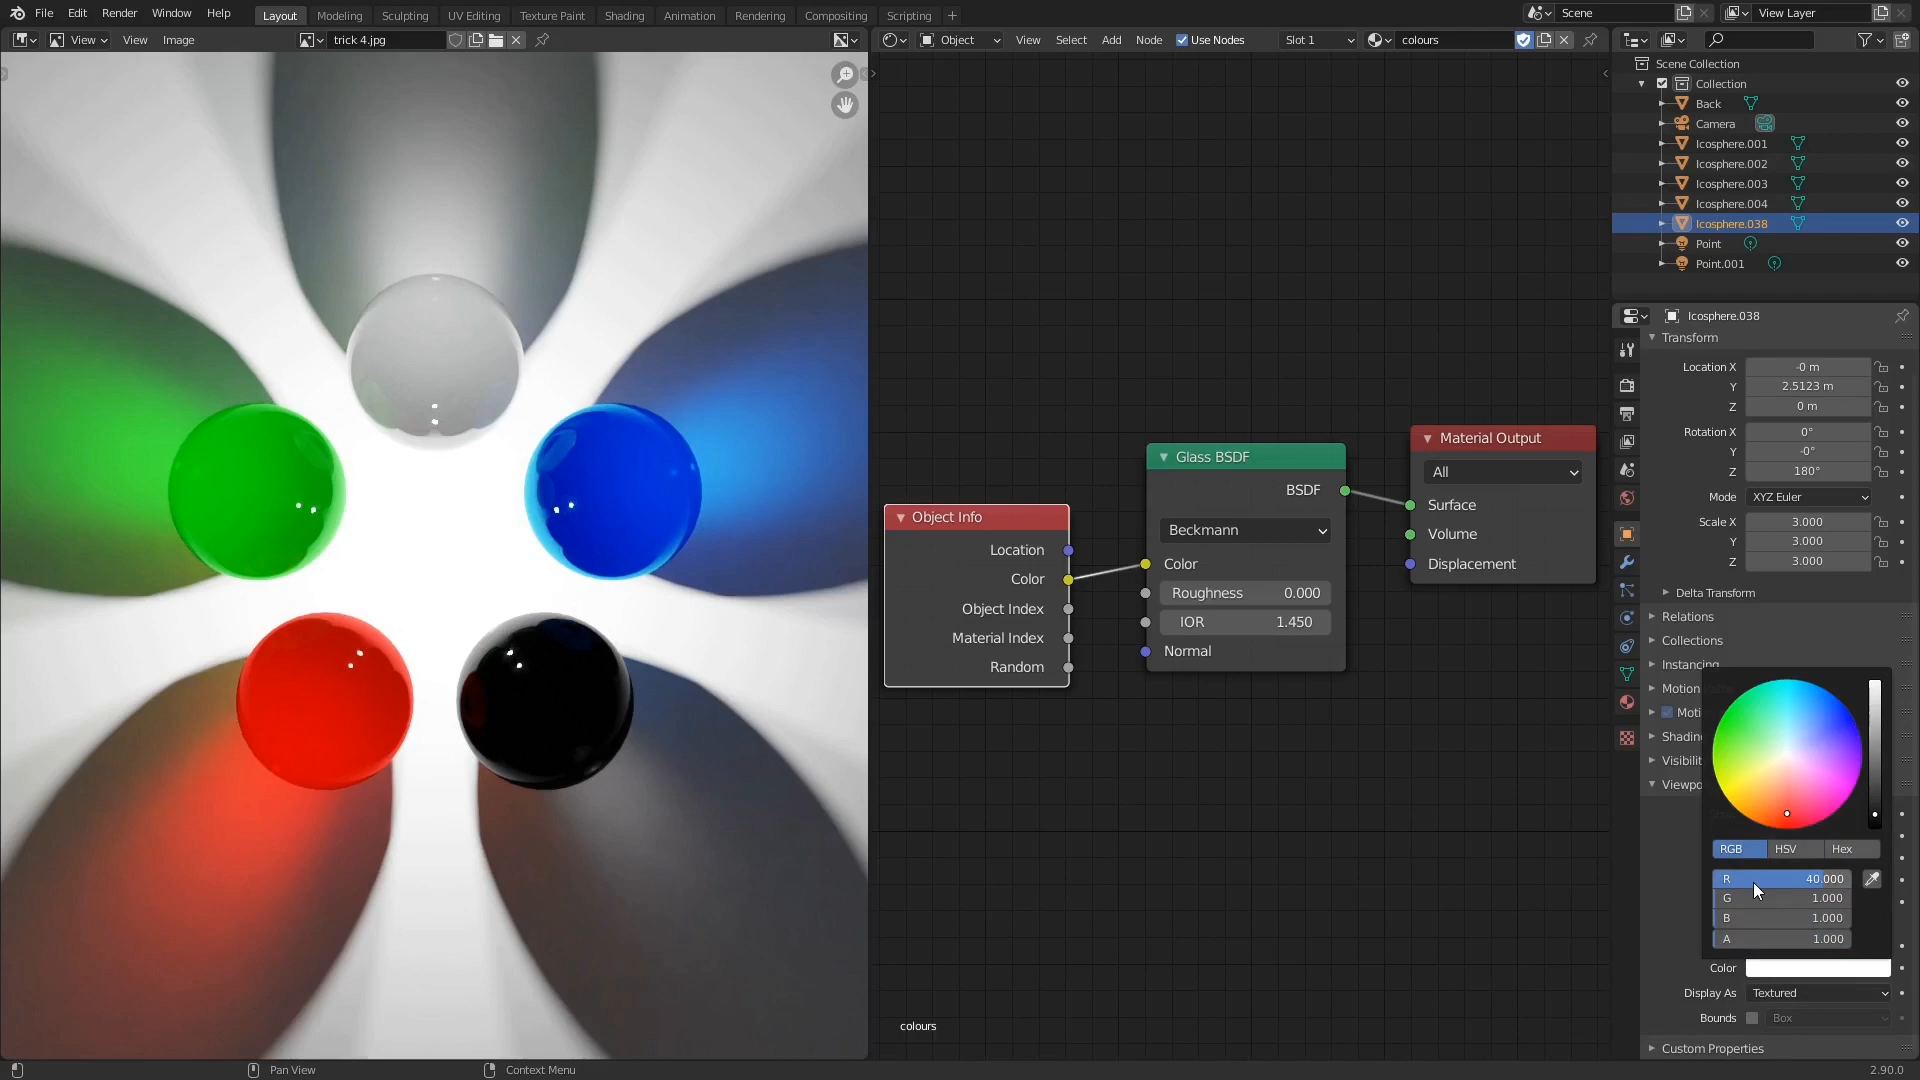 File Edit Render Window Help
Layout Modeling Sculpting UV Editing Texture Paint Shading Animation Rendering Compositing Scripting +
Scene
View Layer
View View Image trick 4.jpg
Object View Select Add Node Use Nodes Slot 1 colours
Scene Collection
Collection
Back
Camera
Icosphere.001
Icosphere.002
Icosphere.003
Icosphere.004
Icosphere.038
Point
Point.001
Object Info
Location
Color
Object Index
Material Index
Random
Glass BSDF
BSDF
Beckmann
Color
Roughness 0.000
IOR 1.450
Normal
Material Output
All
Surface
Volume
Displacement
colours
Icosphere.038
Transform
Location X -0 m
Y 2.5123 m
Z 0 m
Rotation X 0°
Y -0°
Z 180°
Mode XYZ Euler
Scale X 3.000
Y 3.000
Z 3.000
Delta Transform
Relations
Collections
Instancing
Motion
Moti
Shading
Visibilit
Viewpo
RGB HSV Hex
R 40.000
G 1.000
B 1.000
A 1.000
Color
Display As Textured
Bounds Box
Custom Properties
Pan View
Context Menu
2.90.0